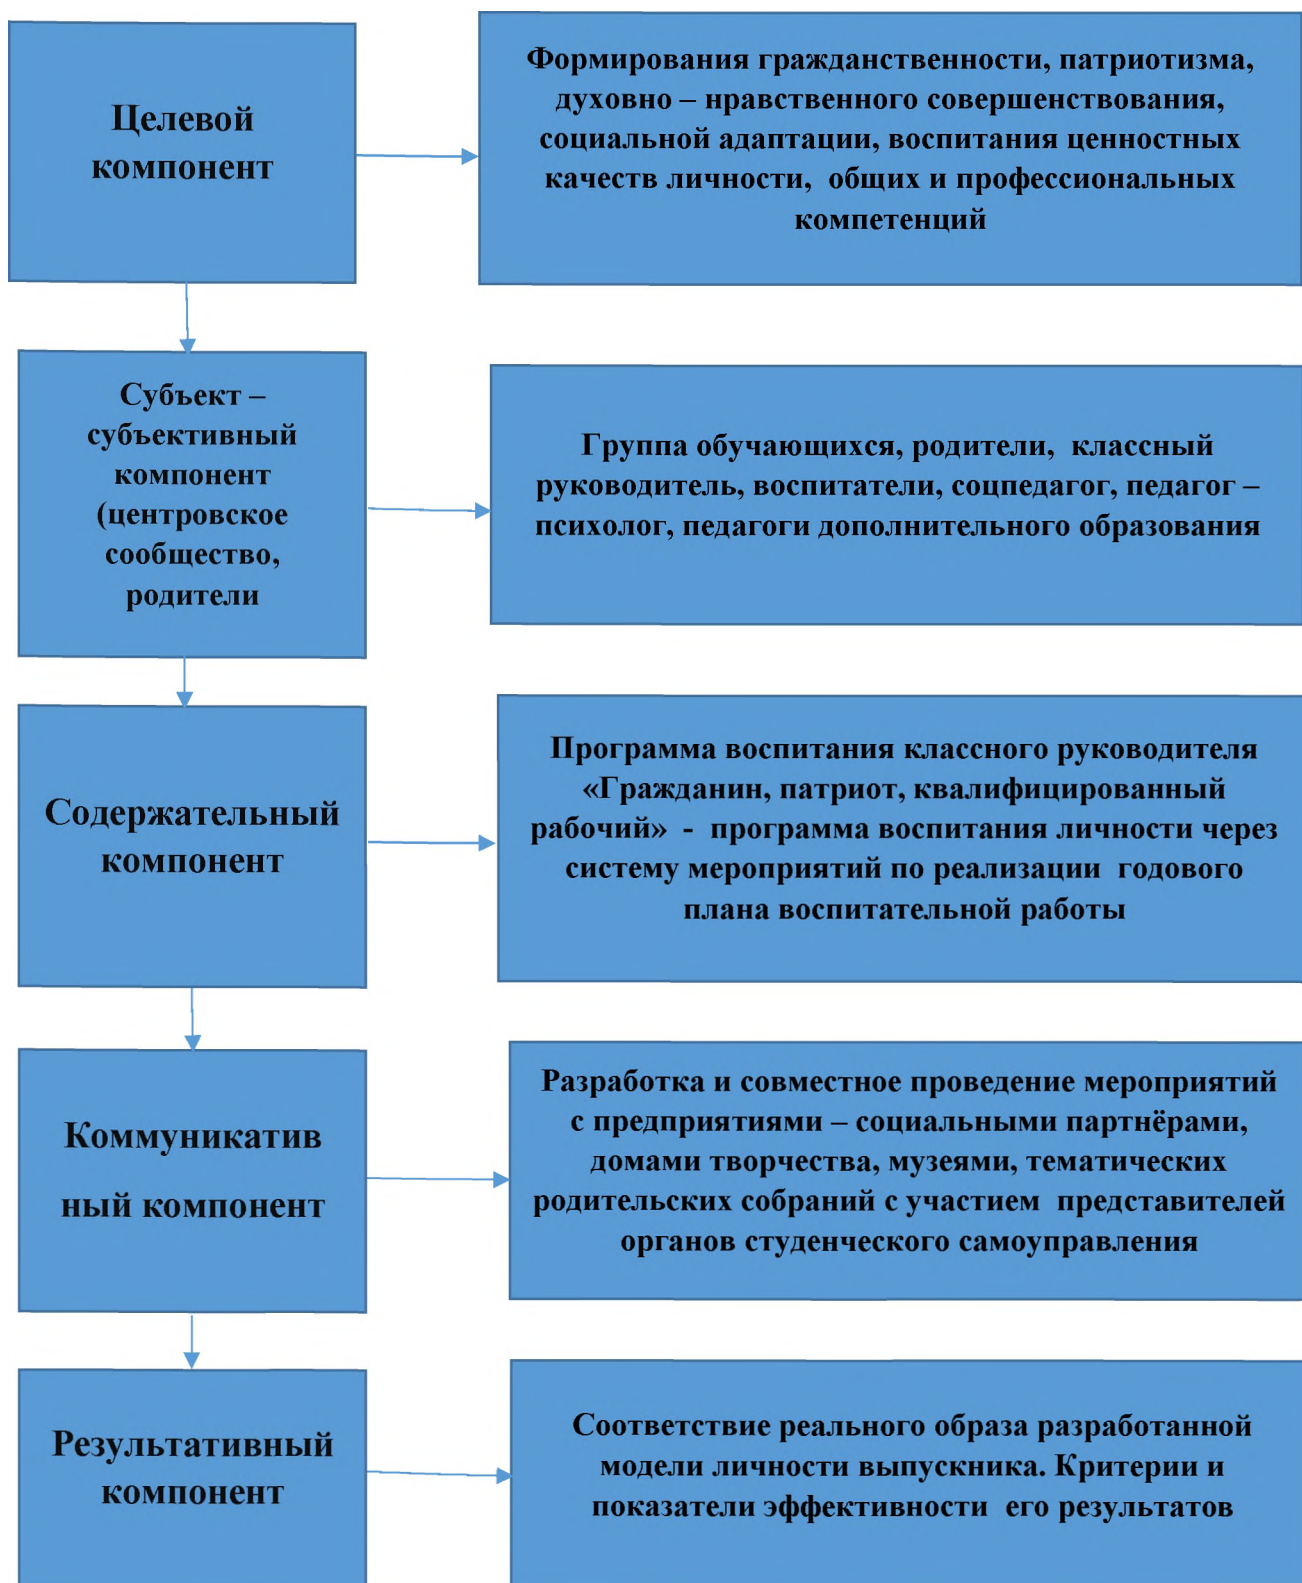 Целевой
компонент
Формирования гражданственности, патриотизма,
духовно – нравственного совершенствования,
социальной адаптации, воспитания ценностных
качеств личности,  общих и профессиональных
компетенций
Субъект –
субъективный
компонент
(центровское
сообщество,
родители
Группа обучающихся, родители,  классный
руководитель, воспитатели, соцпедагог, педагог –
психолог, педагоги дополнительного образования
Содержательный
компонент
Программа воспитания классного руководителя
«Гражданин, патриот, квалифицированный
рабочий»  -  программа воспитания личности через
систему мероприятий по реализации  годового
плана воспитательной работы
Коммуникатив
ный компонент
Разработка и совместное проведение мероприятий
с предприятиями – социальными партнёрами,
домами творчества, музеями, тематических
родительских собраний с участием  представителей
органов студенческого самоуправления
Результативный
компонент
Соответствие реального образа разработанной
модели личности выпускника. Критерии и
показатели эффективности  его результатов